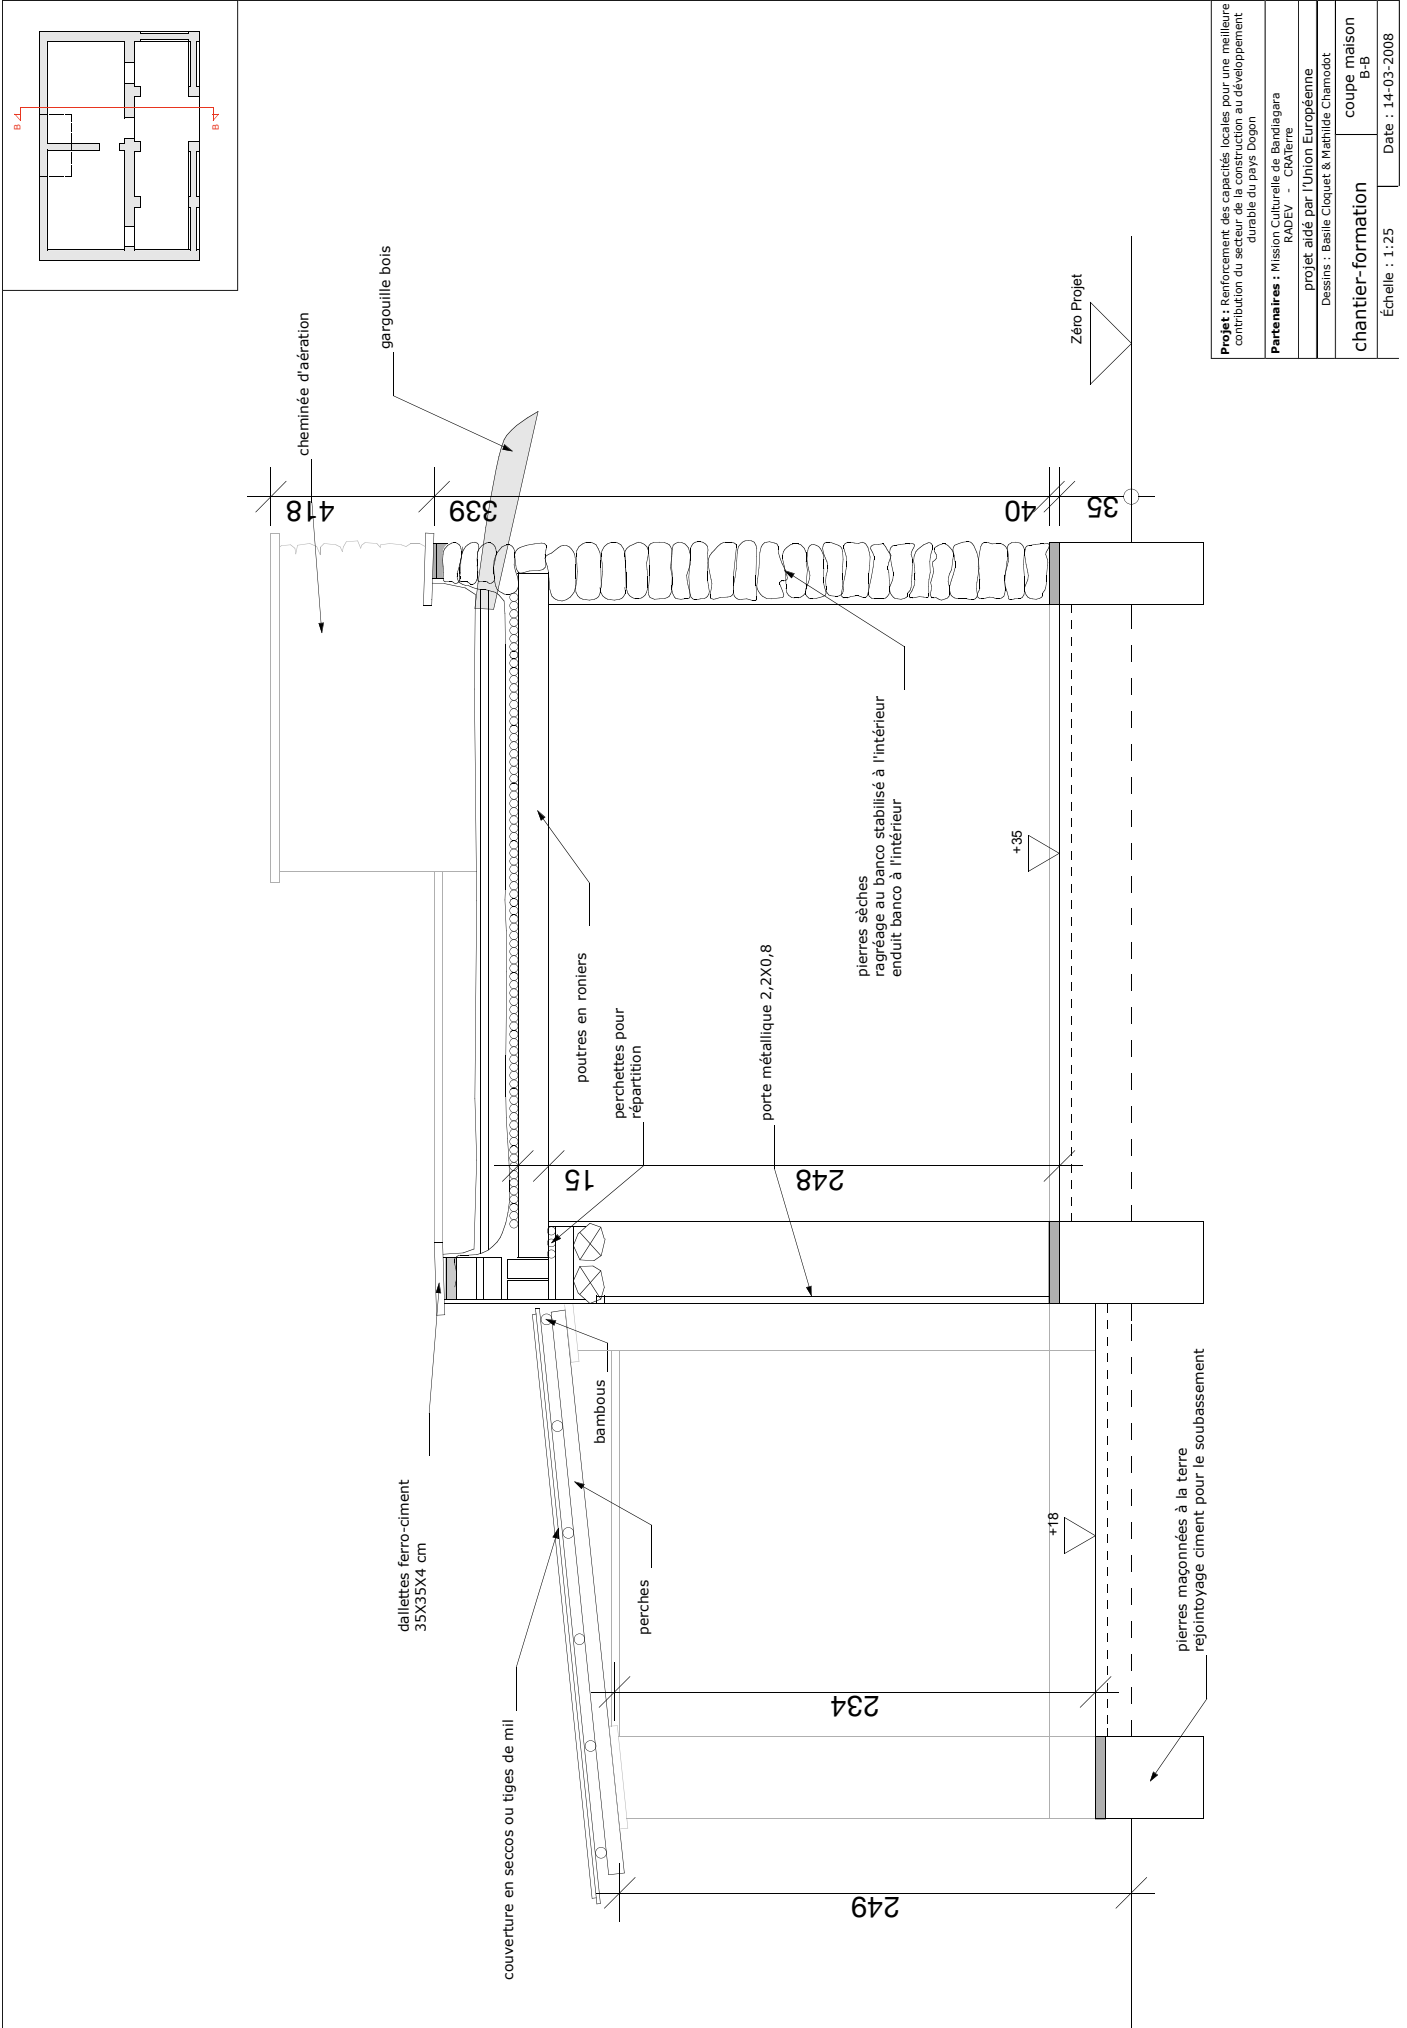 B
B
cheminée d'aération
gargouille bois
Zéro Projet
418
339
40
35
pierres sèches
ragréage au banco stabilisé à l'intérieur
enduit banco à l'intérieur
+35
poutres en roniers
perchettes pour
répartition
porte métallique 2,2X0,8
15
248
dallettes ferro-ciment
35X35X4 cm
bambous
perches
couverture en seccos ou tiges de mil
+18
234
249
pierres maçonnées à la terre
rejointoyage ciment pour le soubassement
Projet : Renforcement des capacités locales pour une meilleure
contribution du secteur de la construction au développement
durable du pays Dogon
Partenaires : Mission Culturelle de Bandiagara
RADEV - CRATerre
projet aidé par l'Union Européenne
Dessins : Basile Cloquet & Mathilde Chamodot
chantier-formation
coupe maison
B-B
Échelle : 1:25
Date : 14-03-2008